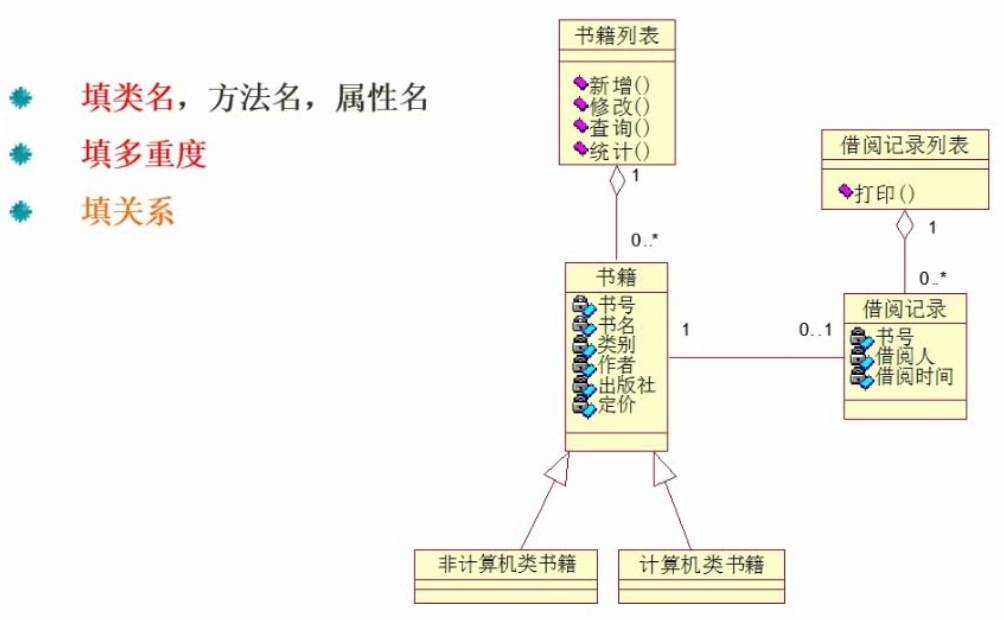 填类名，方法名，属性名
填多重度
填关系
书籍列表
新增()
修改()
查询()
统计()
1
0..*
借阅记录列表
打印()
1
0..*
书籍
书号
书名
类别
作者
出版社
定价
1
0..1
借阅记录
书号
借阅人
借阅时间
非计算机类书籍
计算机类书籍